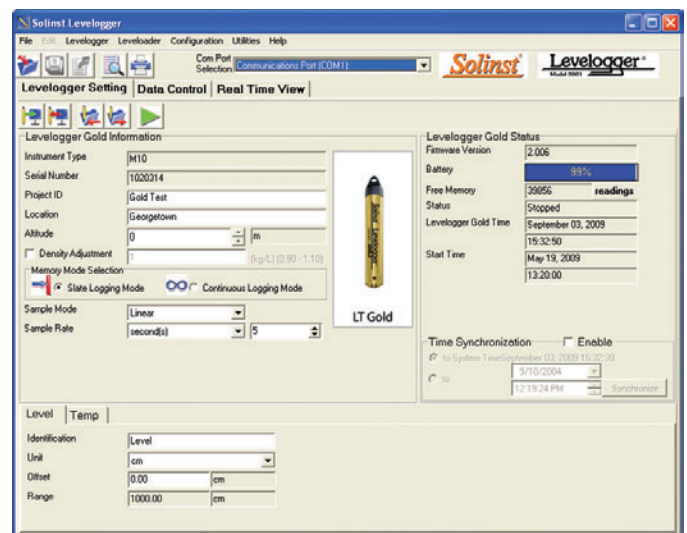 Solinst Levelogger
File Edit Levelogger Leveloader Configuration Utilities Help
Com Port Selection Communications Port (COM1):
Solinst Levelogger
Model 3001
Levelogger Setting Data Control Real Time View
Levelogger Gold Information
Instrument Type M10
Serial Number 1020314
Project ID Gold Test
Location Georgetown
Altitude 0 m
Density Adjustment 1 (kg/L) (0.90 - 1.10)
Memory Mode Selection
Slate Logging Mode Continuous Logging Mode
Sample Mode Linear
Sample Rate second(s) 5
Solinst Levelogger
LT Gold
Levelogger Gold Status
Firmware Version 2.006
Battery 99%
Free Memory 39056 readings
Status Stopped
Levelogger Gold Time September 03, 2009
15:32:50
Start Time May 19, 2009
13:20:00
Time Synchronization Enable
to System Time September 03, 2009 15:32:39
to 9/10/2004
12:19:24 PM Synchronize
Level Temp
Identification Level
Unit cm
Offset 0.00 cm
Range 1000.00 cm